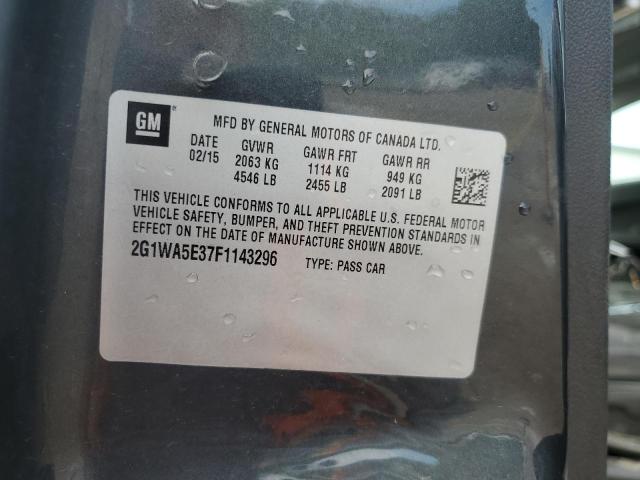 GM
MFD BY GENERAL MOTORS OF CANADA LTD.
DATE GVWR GAWR FRT GAWR RR
02/15 2063 KG 1114 KG 949 KG
4546 LB 2455 LB 2091 LB
THIS VEHICLE CONFORMS TO ALL APPLICABLE U.S. FEDERAL MOTOR
VEHICLE SAFETY, BUMPER, AND THEFT PREVENTION STANDARDS IN
EFFECT ON THE DATE OF MANUFACTURE SHOWN ABOVE.
2G1WA5E37F1143296 TYPE: PASS CAR